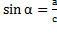 sin α = a/c